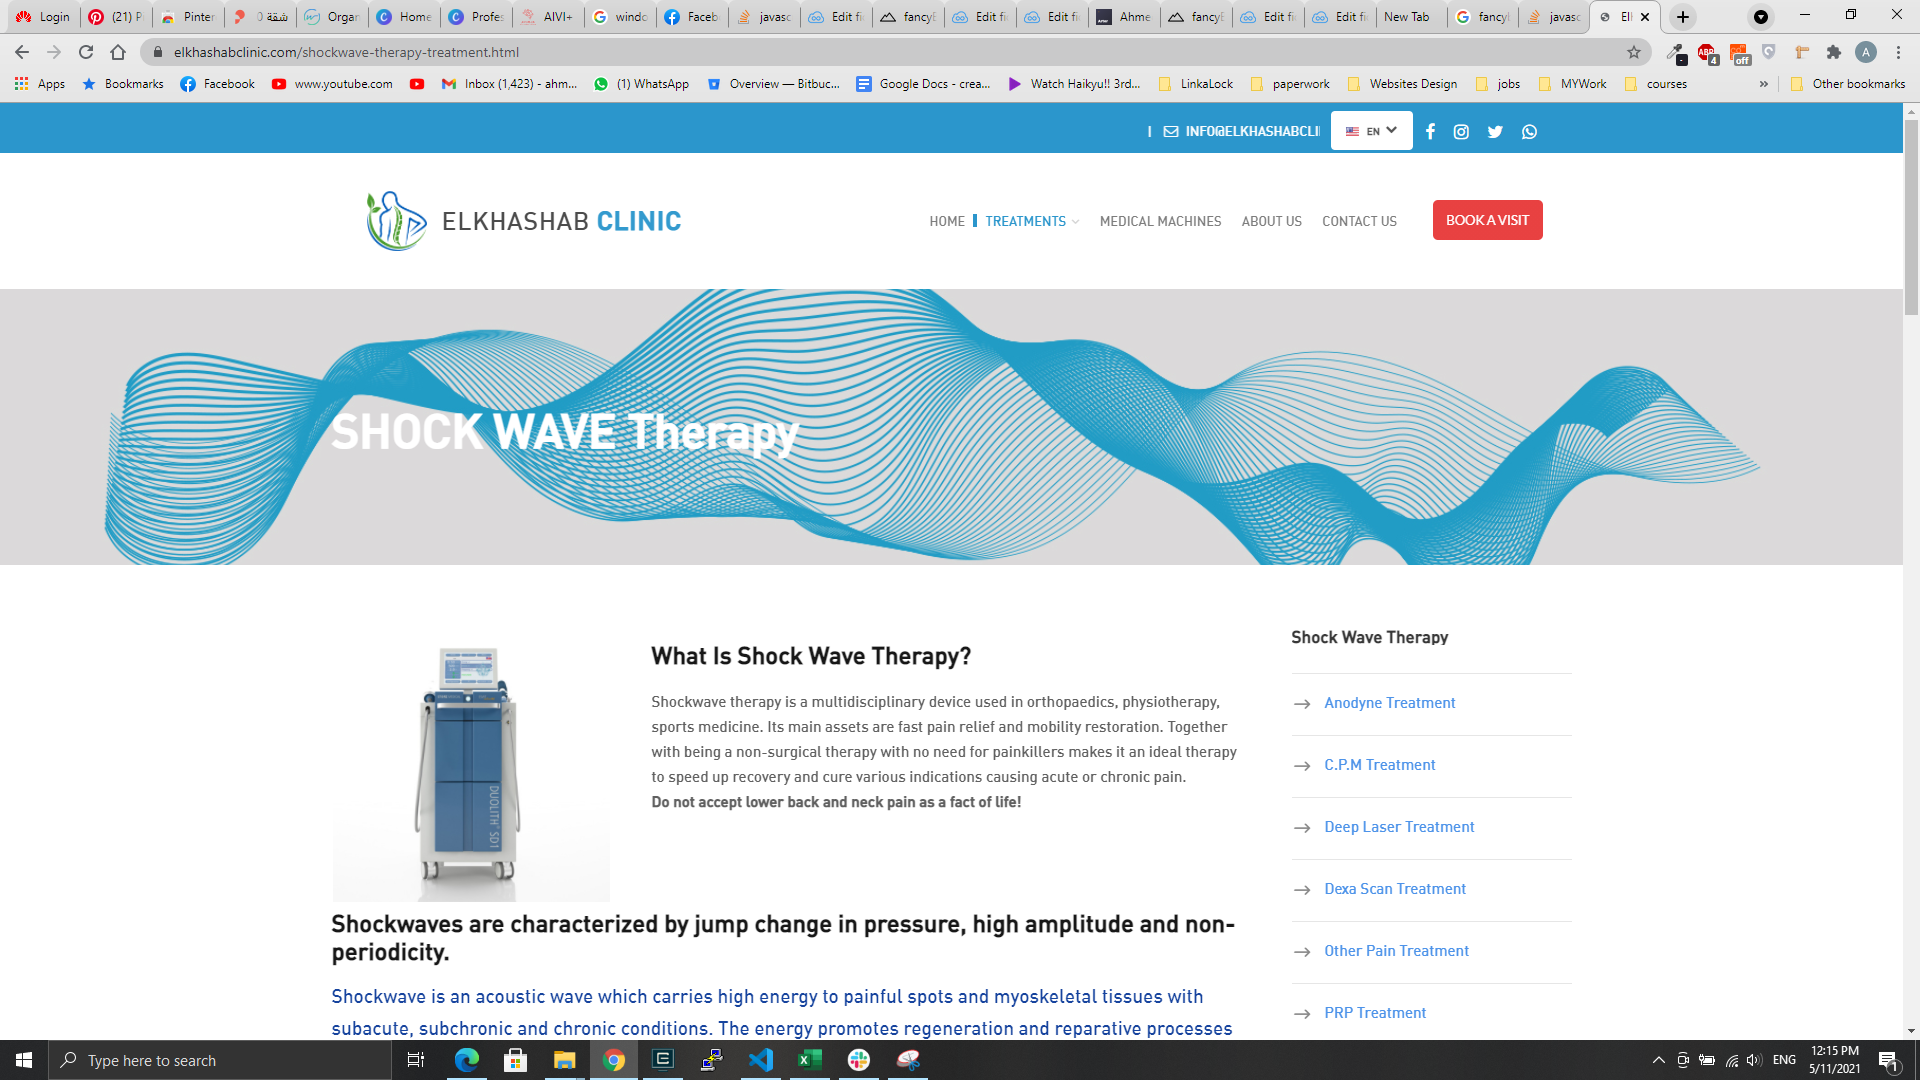 Login
(21) P
Pinter
شقة 0
Organ
Home
Profes
AIVI+
windo
Faceb
javasc
Edit fi
fancyB
Edit fi
Edit fi
Ahme
fancyB
Edit fi
Edit fi
New Tab
fancyb
javasc
El
elkhashabclinic.com/shockwave-therapy-treatment.html
ABP
4
off
A
Apps
Bookmarks
Facebook
www.youtube.com
Inbox (1,423) - ahm...
(1) WhatsApp
Overview — Bitbuc...
Google Docs - crea...
Watch Haikyu!! 3rd...
LinkaLock
paperwork
Websites Design
jobs
MYWork
courses
»
Other bookmarks
INFO@ELKHASHABCLI
EN
ELKHASHAB CLINIC
HOME
TREATMENTS
MEDICAL MACHINES
ABOUT US
CONTACT US
BOOK A VISIT
SHOCK WAVE Therapy
DUOLITH SD1
What Is Shock Wave Therapy?
Shockwave therapy is a multidisciplinary device used in orthopaedics, physiotherapy,
sports medicine. Its main assets are fast pain relief and mobility restoration. Together
with being a non-surgical therapy with no need for painkillers makes it an ideal therapy
to speed up recovery and cure various indications causing acute or chronic pain.
Do not accept lower back and neck pain as a fact of life!
Shockwaves are characterized by jump change in pressure, high amplitude and non-
periodicity.
Shockwave is an acoustic wave which carries high energy to painful spots and myoskeletal tissues with
subacute, subchronic and chronic conditions. The energy promotes regeneration and reparative processes
Shock Wave Therapy
Anodyne Treatment
C.P.M Treatment
Deep Laser Treatment
Dexa Scan Treatment
Other Pain Treatment
PRP Treatment
Type here to search
ENG
12:15 PM
5/11/2021
1